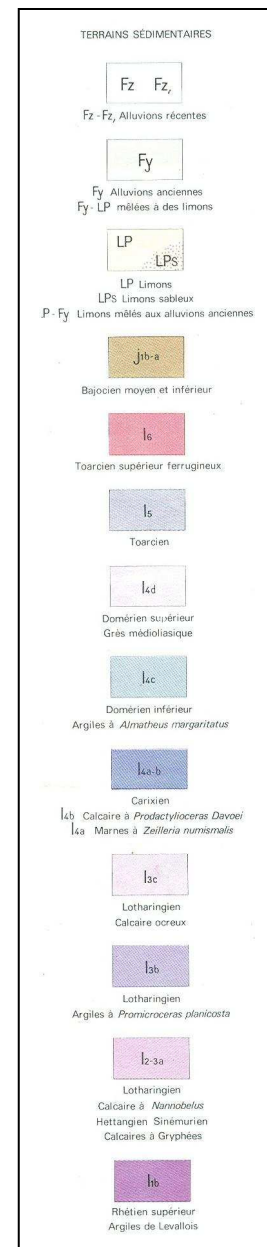 TERRAINS SÉDIMENTAIRES
Fz Fz,
Fz - Fz, Alluvions récentes
Fy
Fy Alluvions anciennes
Fy - LP mêlées à des limons
LP
LPs
LP Limons
LPs Limons sableux
P - Fy Limons mêlés aux alluvions anciennes
j1b-a
Bajocien moyen et inférieur
l6
Toarcien supérieur ferrugineux
l5
Toarcien
l4d
Domérien supérieur
Grès médioliasique
l4c
Domérien inférieur
Argiles à Almatheus margaritatus
l4a-b
Carixien
l4b Calcaire à Prodactylioceras Davoei
l4a Marnes à Zeilleria numismalis
l3c
Lotharingien
Calcaire ocreux
l3b
Lotharingien
Argiles à Promicroceras planicosta
l2-3a
Lotharingien
Calcaire à Nannobelus
Hettangien Sinémurien
Calcaires à Gryphées
l1b
Rhétien supérieur
Argiles de Levallois